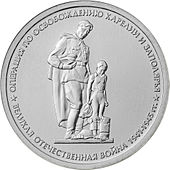 ОПЕРАЦИЯ ПО ОСВОБОЖДЕНИЮ КАРЕЛИИ И ЗАПОЛЯРЬЯ
ВЕЛИКАЯ ОТЕЧЕСТВЕННАЯ ВОЙНА 1941-1945 гг.